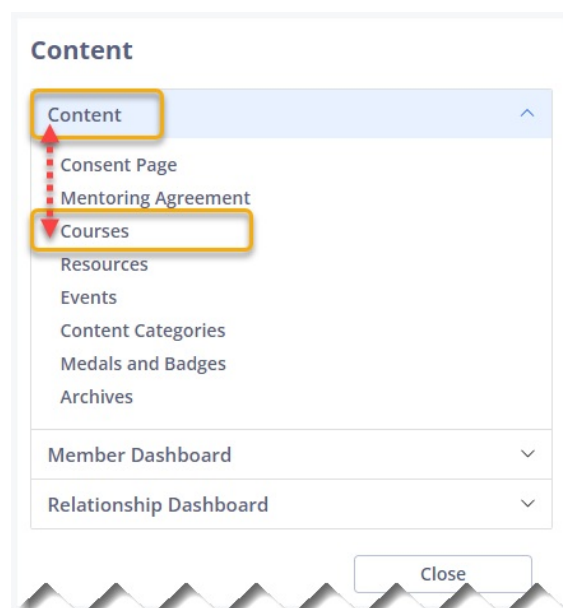 Content
Content
Consent Page
Mentoring Agreement
Courses
Resources
Events
Content Categories
Medals and Badges
Archives
Member Dashboard
Relationship Dashboard
Close